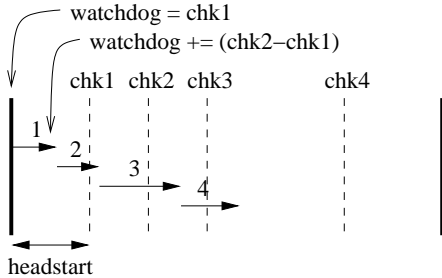 watchdog = chk1
watchdog += (chk2−chk1)
chk1 chk2 chk3 chk4
1
2
3
4
headstart